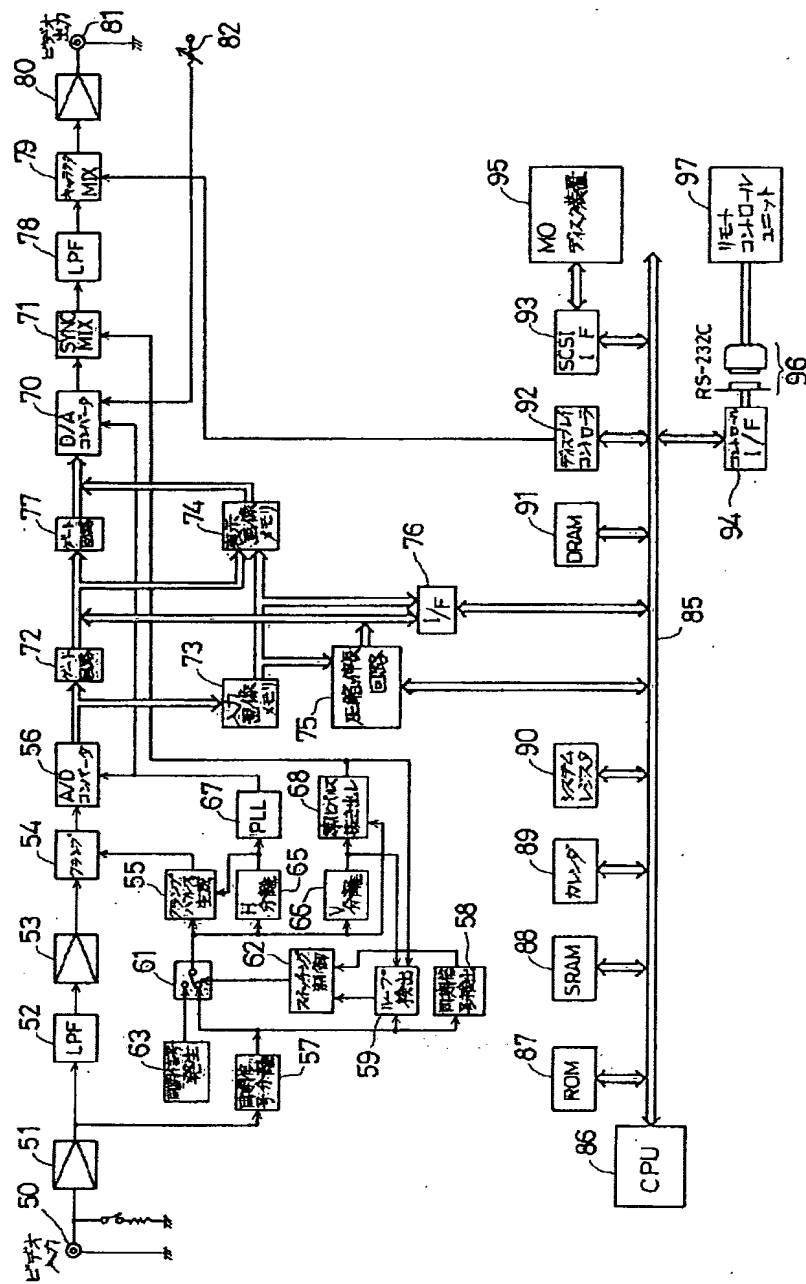 ビデオ
入力
50
51
52
LPF
53
54
クランプ
56
A/D
コンバータ
72
ゲート
回路
77
ゲート
回路
70
D/A
コンバータ
71
SYNC
MIX
78
LPF
79
キャラクタ
MIX
80
ビデオ
出力
81
82
63
同期信号
発生
61
55
クランプ
パルス
生成
57
同期信
号分離
62
スイッチング
制御
H
分離
65
67
PLL
66
V
分離
68
抜き出し
59
ループ
検出
58
同期信
号検出
73
入力
画像
メモリ
74
表示
画像
メモリ
75
圧縮伸張
回路
76
I/F
86
CPU
87
ROM
88
SRAM
89
カレンダ
90
システム
レジスタ
85
91
DRAM
92
ディスプレイ
コントローラ
93
SCSI
I/F
95
MO
ディスク装置
94
コントロール
I/F
RS-232C
96
97
リモート
コントロール
ユニット